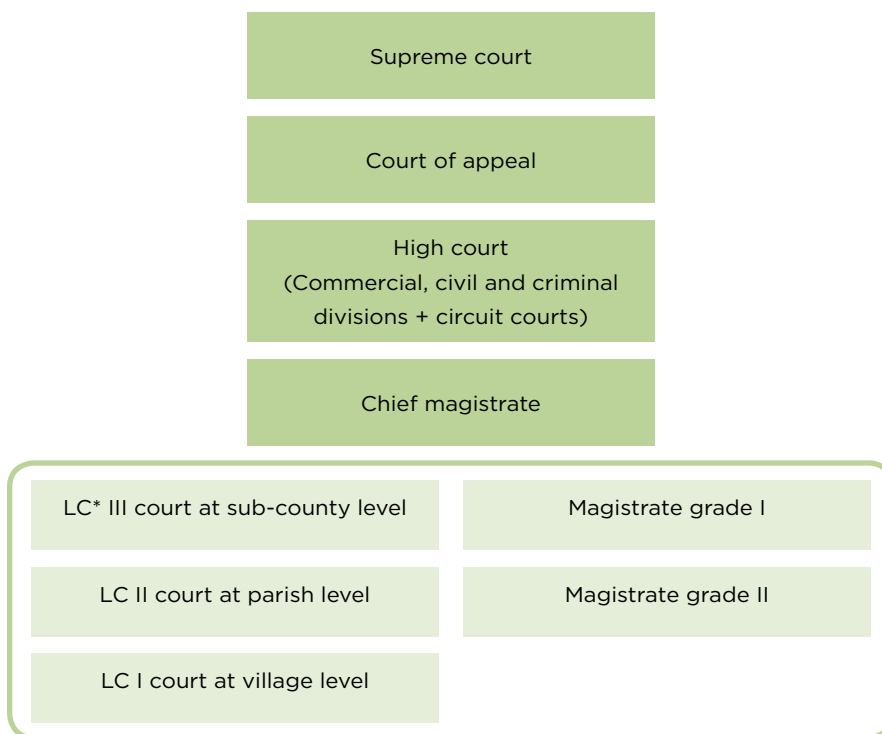 Supreme court
Court of appeal
High court
(Commercial, civil and criminal
divisions + circuit courts)
Chief magistrate
LC* III court at sub-county level
Magistrate grade I
LC II court at parish level
Magistrate grade II
LC I court at village level